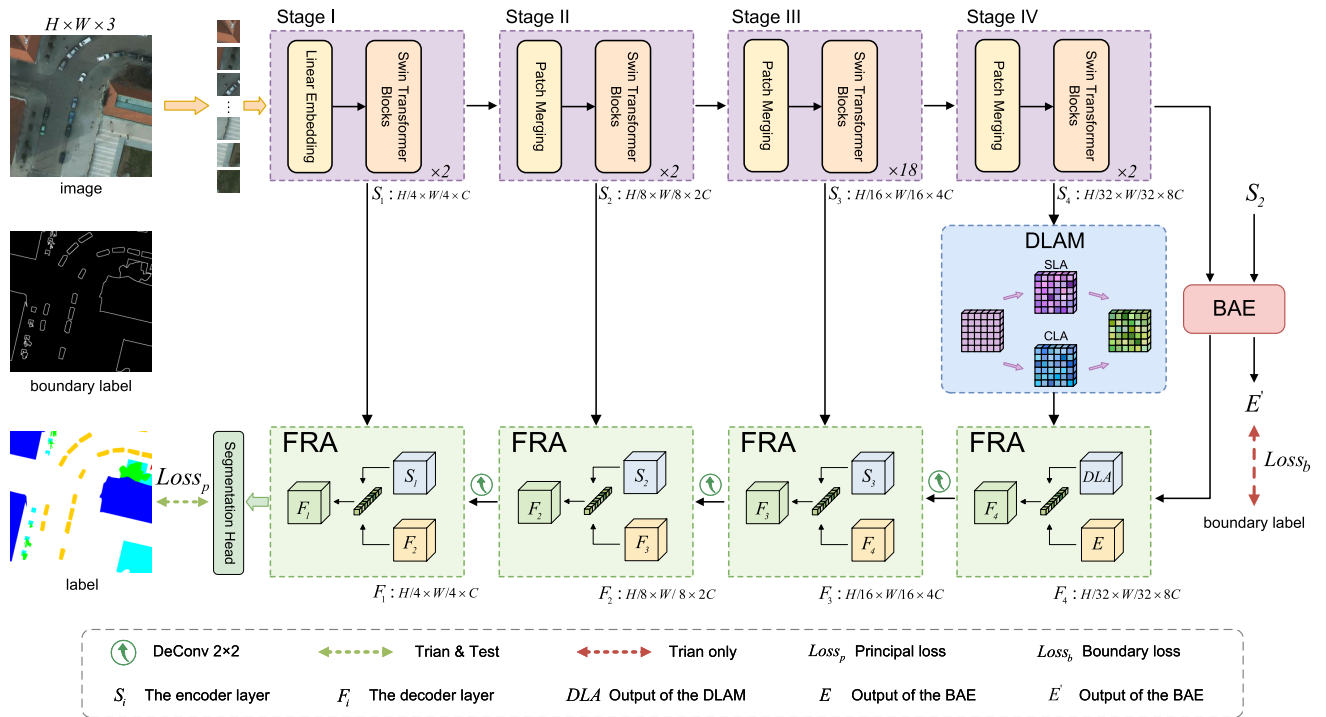 H×W×3
image
boundary label
label
Stage I
Linear Embedding
Swin Transformer Blocks
×2
Stage II
Patch Merging
Swin Transformer Blocks
×2
Stage III
Patch Merging
Swin Transformer Blocks
×18
Stage IV
Patch Merging
Swin Transformer Blocks
×2
S1 : H/4×W/4×C
S2 : H/8×W/8×2C
S3 : H/16×W/16×4C
S4 : H/32×W/32×8C
S2
DLAM
SLA
CLA
BAE
E'
Lossb
boundary label
Lossp
Segmentation Head
FRA
S1
F1
F2
FRA
S2
F2
F3
FRA
S3
F3
F4
FRA
DLA
F4
E
F1 : H/4×W/4×C
F2 : H/8×W/8×2C
F3 : H/16×W/16×4C
F4 : H/32×W/32×8C
DeConv 2×2
Trian & Test
Trian only
Lossp Principal loss
Lossb Boundary loss
Si The encoder layer
Fi The decoder layer
DLA Output of the DLAM
E Output of the BAE
E' Output of the BAE